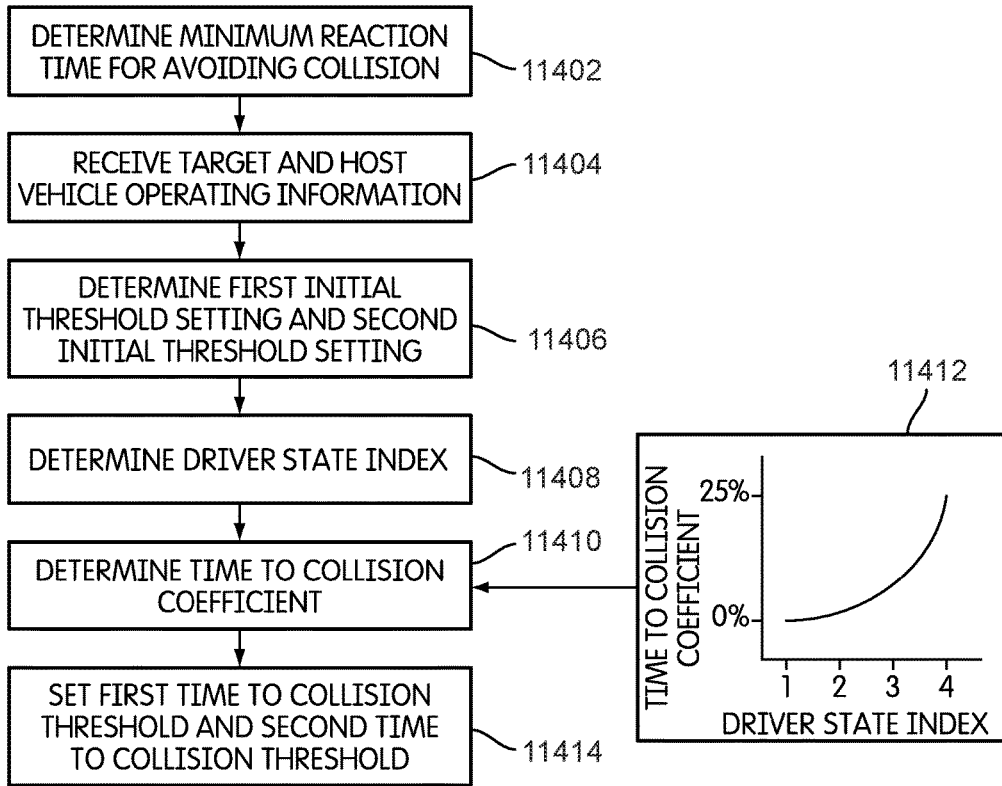 DETERMINE MINIMUM REACTION
TIME FOR AVOIDING COLLISION
11402
RECEIVE TARGET AND HOST
VEHICLE OPERATING INFORMATION
11404
DETERMINE FIRST INITIAL
THRESHOLD SETTING AND SECOND
INITIAL THRESHOLD SETTING
11406
DETERMINE DRIVER STATE INDEX
11408
DETERMINE TIME TO COLLISION
COEFFICIENT
11410
SET FIRST TIME TO COLLISION
THRESHOLD AND SECOND TIME
TO COLLISION THRESHOLD
11414
11412
TIME TO COLLISION
COEFFICIENT
25%
0%
1 2 3 4
DRIVER STATE INDEX